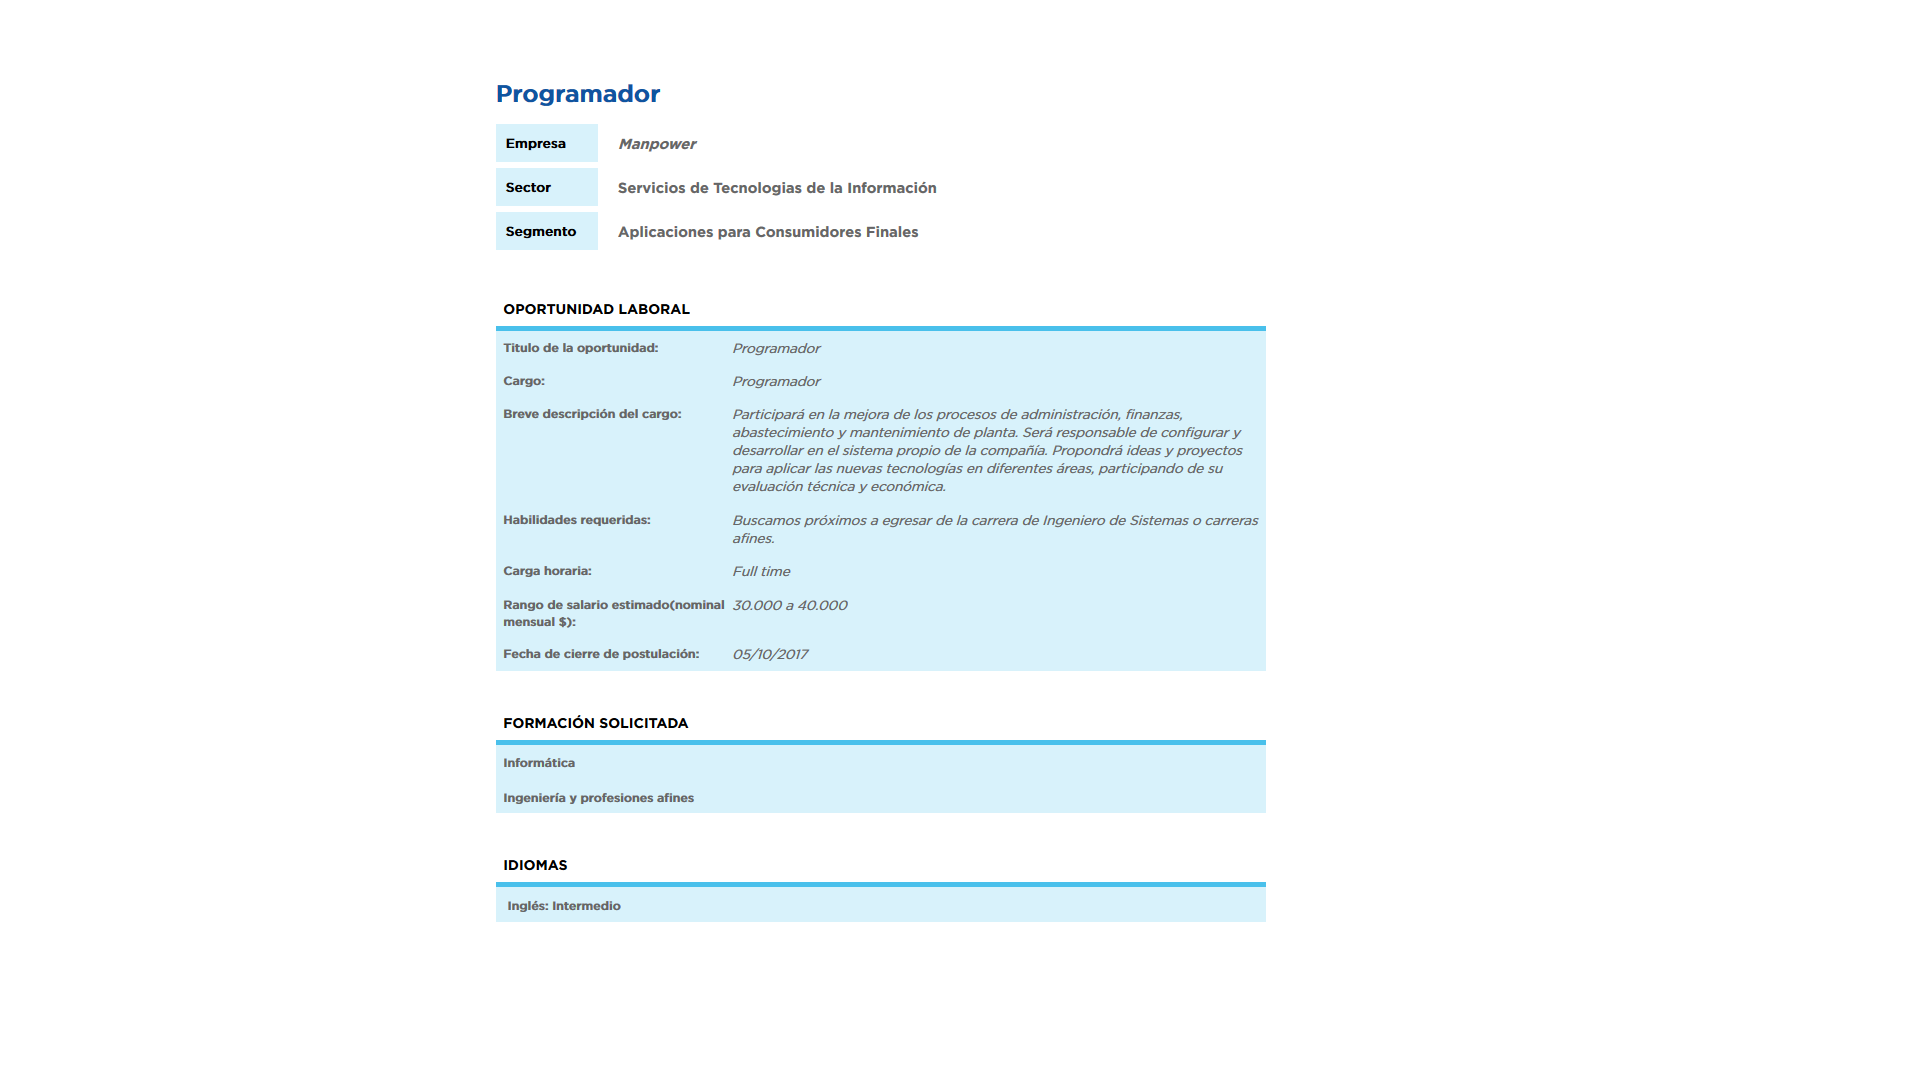 Programador
Empresa
Manpower
Sector
Servicios de Tecnologias de la Información
Segmento
Aplicaciones para Consumidores Finales
OPORTUNIDAD LABORAL
Titulo de la oportunidad: Programador
Cargo: Programador
Breve descripción del cargo: Participará en la mejora de los procesos de administración, finanzas,
abastecimiento y mantenimiento de planta. Será responsable de configurar y
desarrollar en el sistema propio de la compañía. Propondrá ideas y proyectos
para aplicar las nuevas tecnologías en diferentes áreas, participando de su
evaluación técnica y económica.
Habilidades requeridas: Buscamos próximos a egresar de la carrera de Ingeniero de Sistemas o carreras
afines.
Carga horaria: Full time
Rango de salario estimado(nominal 30.000 a 40.000
mensual $):
Fecha de cierre de postulación: 05/10/2017
FORMACIÓN SOLICITADA
Informática
Ingeniería y profesiones afines
IDIOMAS
Inglés: Intermedio